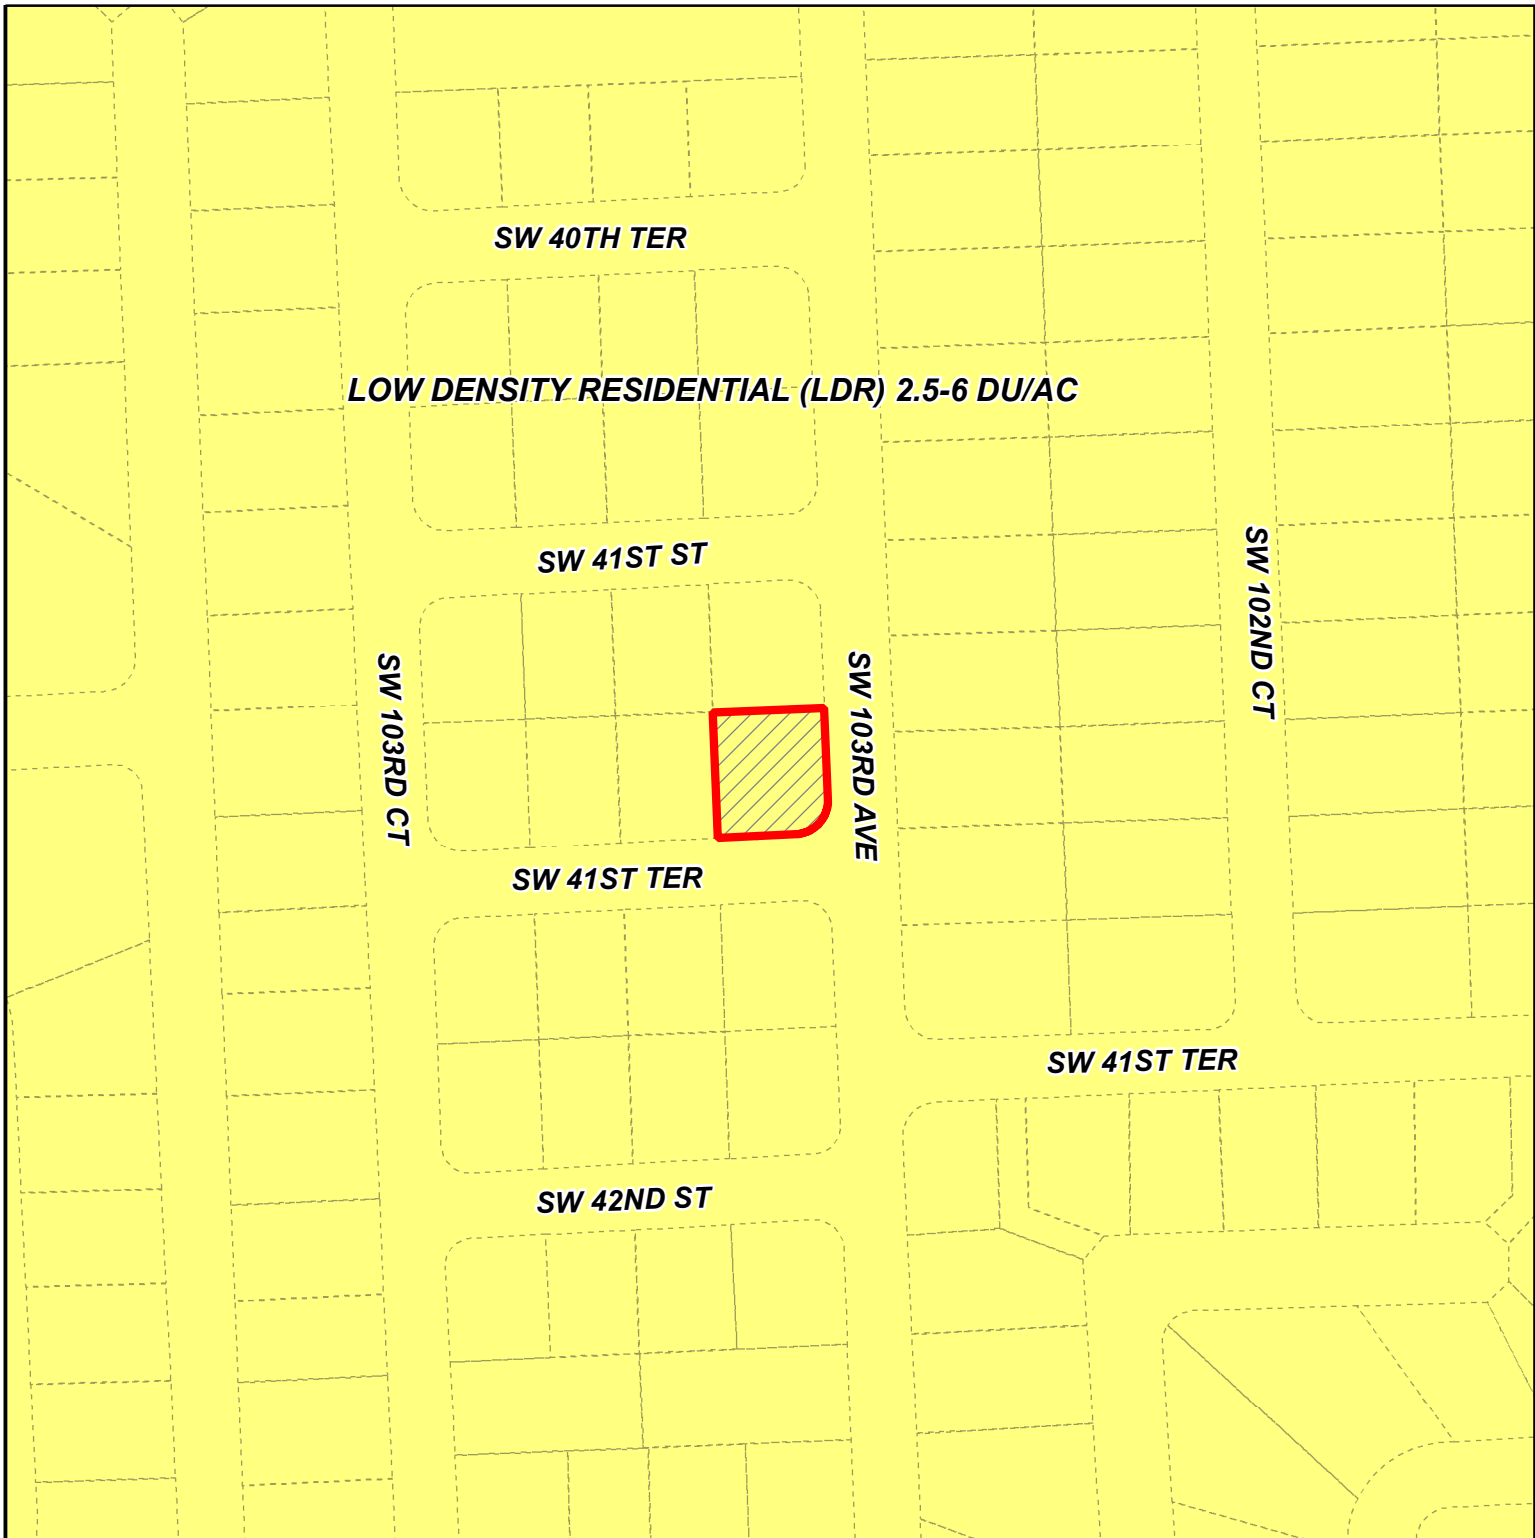 SW 40TH TER
LOW DENSITY RESIDENTIAL (LDR) 2.5-6 DU/AC
SW 41ST ST
SW 102ND CT
SW 103RD CT
SW 103RD AVE
SW 41ST TER
SW 41ST TER
SW 42ND ST